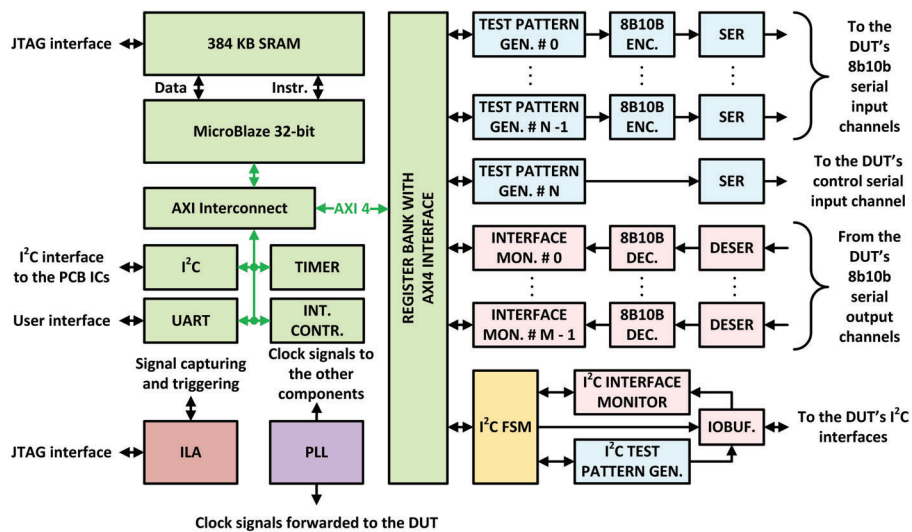 JTAG interface
384 KB SRAM
Data
Instr.
MicroBlaze 32-bit
AXI Interconnect
AXI 4
I²C interface
to the PCB ICs
I²C
TIMER
User interface
UART
INT.
CONTR.
Signal capturing
and triggering
Clock signals to
the other
components
JTAG interface
ILA
PLL
Clock signals forwarded to the DUT
REGISTER BANK WITH
AXI4 INTERFACE
TEST PATTERN
GEN. # 0
8B10B
ENC.
SER
TEST PATTERN
GEN. # N -1
8B10B
ENC.
SER
To the
DUT's
8b10b
serial
input
channels
TEST PATTERN
GEN. # N
SER
To the DUT's
control serial
input channel
INTERFACE
MON. # 0
8B10B
DEC.
DESER
INTERFACE
MON. # M - 1
8B10B
DEC.
DESER
From the
DUT's
8b10b
serial
output
channels
I²C FSM
I²C INTERFACE
MONITOR
IOBUF.
I²C TEST
PATTERN GEN.
To the DUT's I²C
interfaces